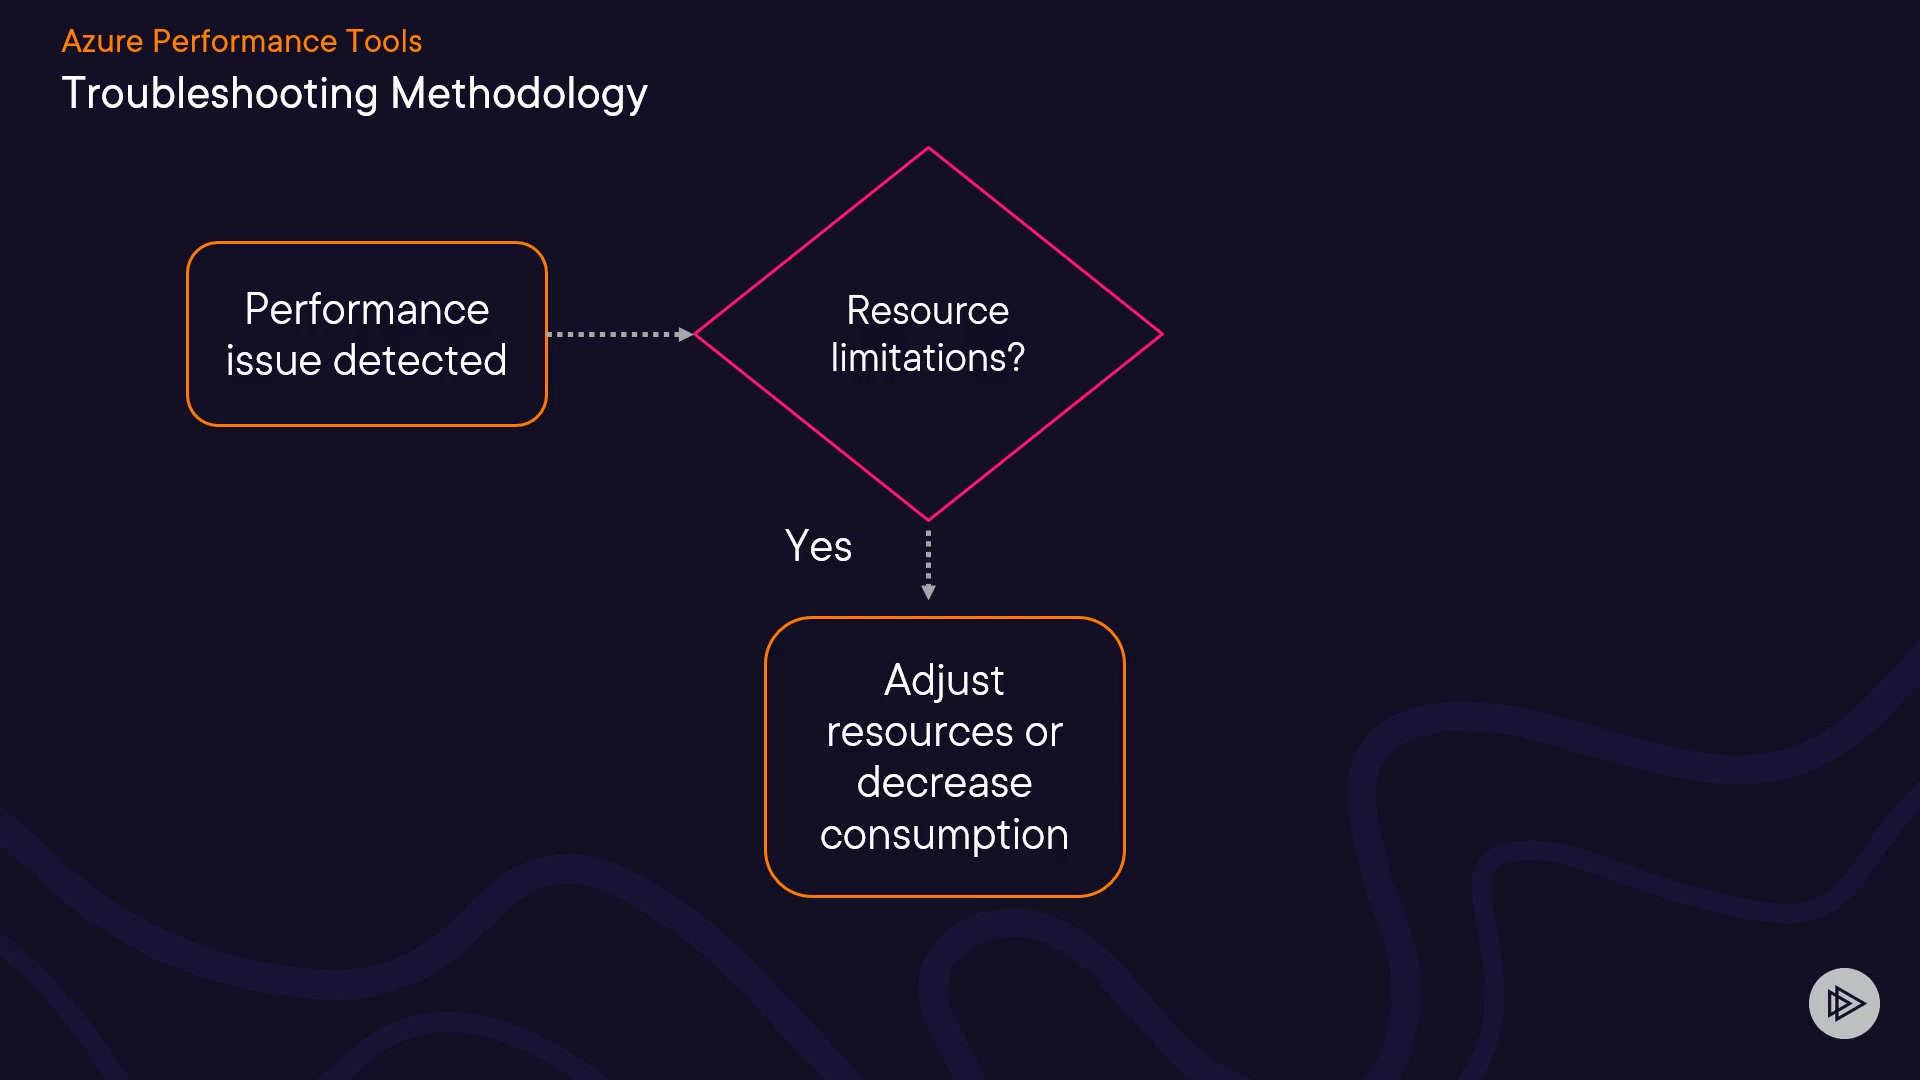 Azure Performance Tools
Troubleshooting Methodology
Performance
issue detected
Resource
limitations?
Yes
Adjust
resources or
decrease
consumption